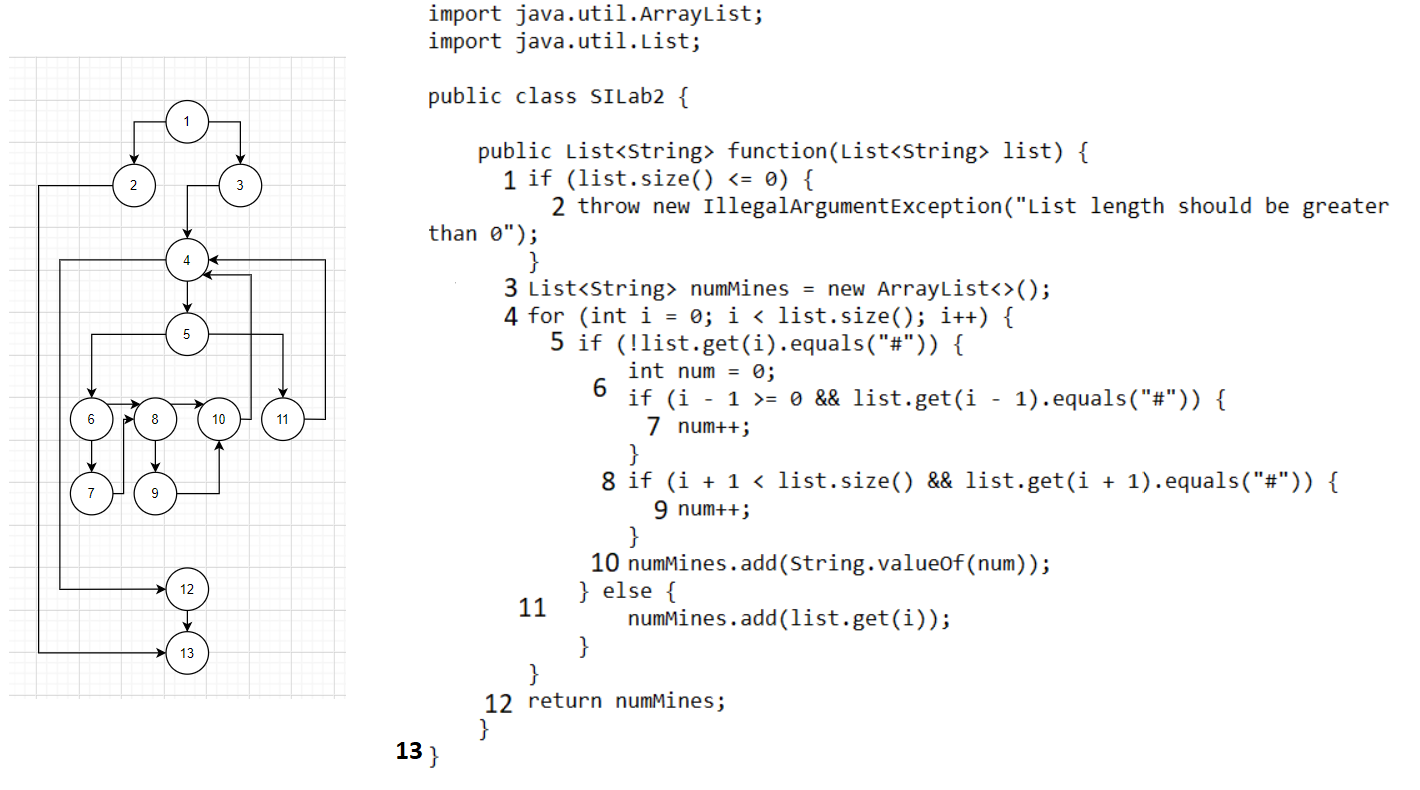 1
2
3
4
5
6
8
10
11
7
9
12
13
import java.util.ArrayList;
import java.util.List;
public class SILab2 {
public List<String> function(List<String> list) {
1 if (list.size() <= 0) {
2 throw new IllegalArgumentException("List length should be greater
than 0");
}
3 List<String> numMines = new ArrayList<>();
4 for (int i = 0; i < list.size(); i++) {
5 if (!list.get(i).equals("#")) {
int num = 0;
6 if (i - 1 >= 0 && list.get(i - 1).equals("#")) {
7 num++;
}
8 if (i + 1 < list.size() && list.get(i + 1).equals("#")) {
9 num++;
}
10 numMines.add(String.valueOf(num));
} else {
11 numMines.add(list.get(i));
}
}
12 return numMines;
}
13 }